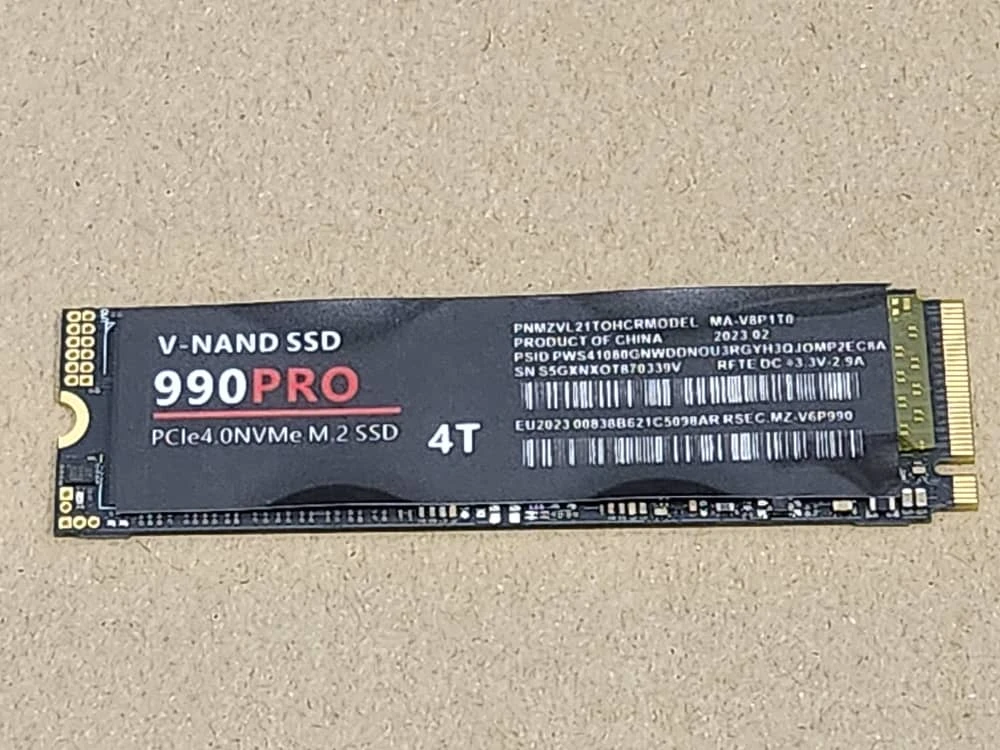 V-NAND SSD
990PRO
PCIe4.0NVMe M.2 SSD
4T
PNMZVL21TOHCRMODEL MA-V8P1T0
PRODUCT OF CHINA 2023 02
PSID PWS41080GNWDDNOU3RGYH3QJOMP2EC8A
SN S5GXNXOT870339V RFTE DC +3.3V-2.9A
EU2023 00838B621C5098AR RSEC.MZ-V6P990